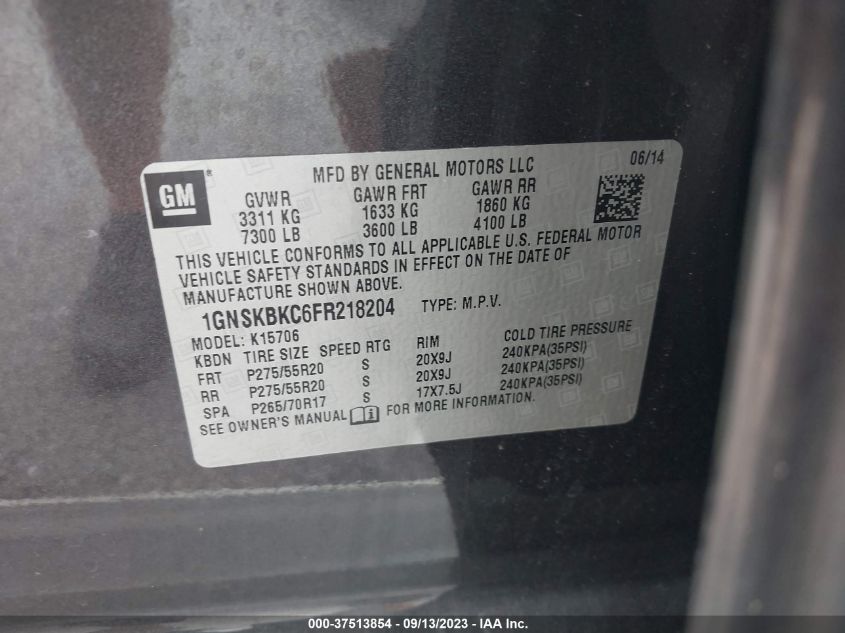 GM
MFD BY GENERAL MOTORS LLC 06/14
GVWR GAWR FRT GAWR RR
3311 KG 1633 KG 1860 KG
7300 LB 3600 LB 4100 LB
THIS VEHICLE CONFORMS TO ALL APPLICABLE U.S. FEDERAL MOTOR
VEHICLE SAFETY STANDARDS IN EFFECT ON THE DATE OF
MANUFACTURE SHOWN ABOVE.
1GNSKBKC6FR218204 TYPE: M.P.V.
MODEL: K15706
KBDN TIRE SIZE SPEED RTG RIM COLD TIRE PRESSURE
FRT P275/55R20 S 20X9J 240KPA(35PSI)
RR P275/55R20 S 20X9J 240KPA(35PSI)
SPA P265/70R17 S 17X7.5J 240KPA(35PSI)
SEE OWNER'S MANUAL FOR MORE INFORMATION.
000-37513854 - 09/13/2023 - IAA Inc.